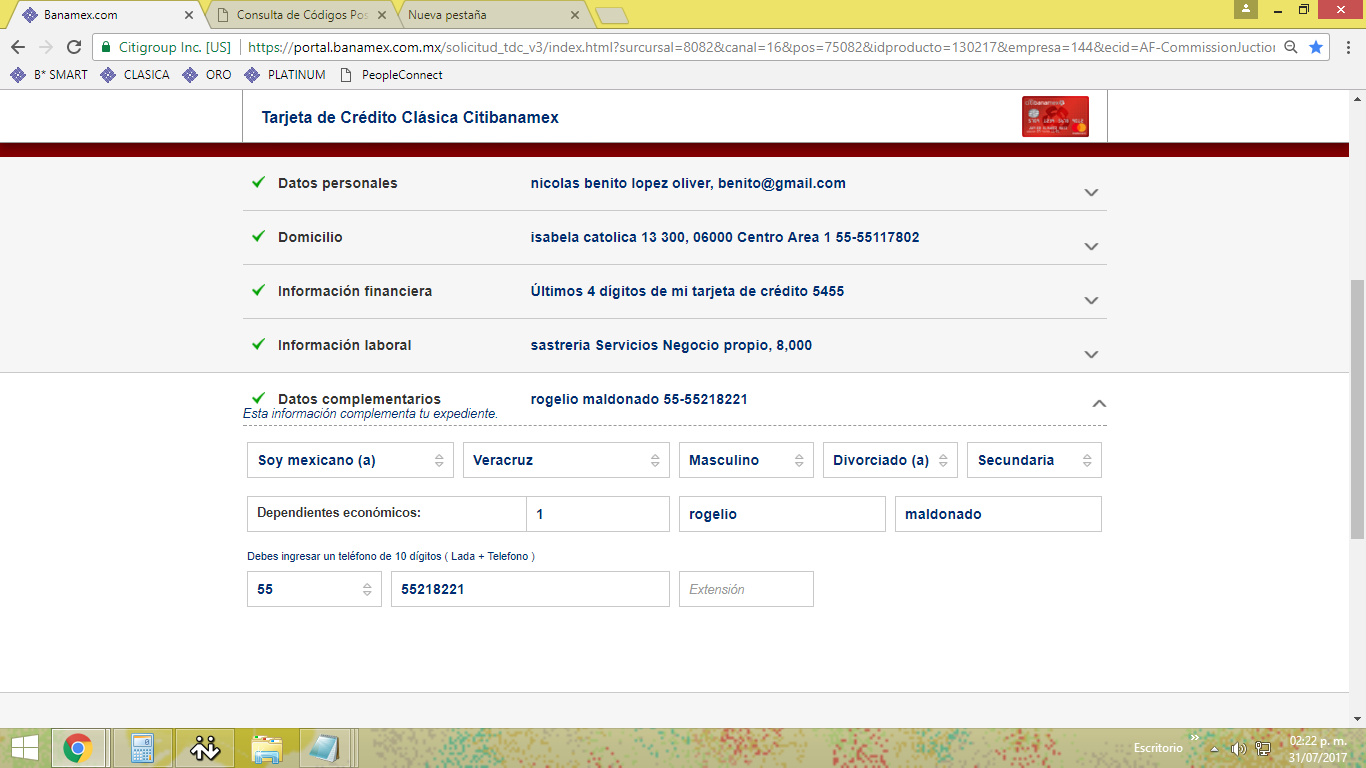 Banamex.com
Consulta de Códigos Pos
Nueva pestaña
Citigroup Inc. [US]
https://portal.banamex.com.mx/solicitud_tdc_v3/index.html?surcursal=8082&canal=16&pos=75082&idproducto=130217&empresa=144&ecid=AF-CommissionJuctio
B* SMART CLASICA ORO PLATINUM PeopleConnect
Tarjeta de Crédito Clásica Citibanamex
citibanamex
Datos personales nicolas benito lopez oliver, benito@gmail.com
Domicilio isabela catolica 13 300, 06000 Centro Area 1 55-55117802
Información financiera Últimos 4 dígitos de mi tarjeta de crédito 5455
Información laboral sastreria Servicios Negocio propio, 8,000
Datos complementarios rogelio maldonado 55-55218221
Esta información complementa tu expediente.
Soy mexicano (a) Veracruz Masculino Divorciado (a) Secundaria
Dependientes económicos: 1 rogelio maldonado
Debes ingresar un teléfono de 10 dígitos ( Lada + Telefono )
55 55218221 Extensión
Escritorio
02:22 p. m.
31/07/2017